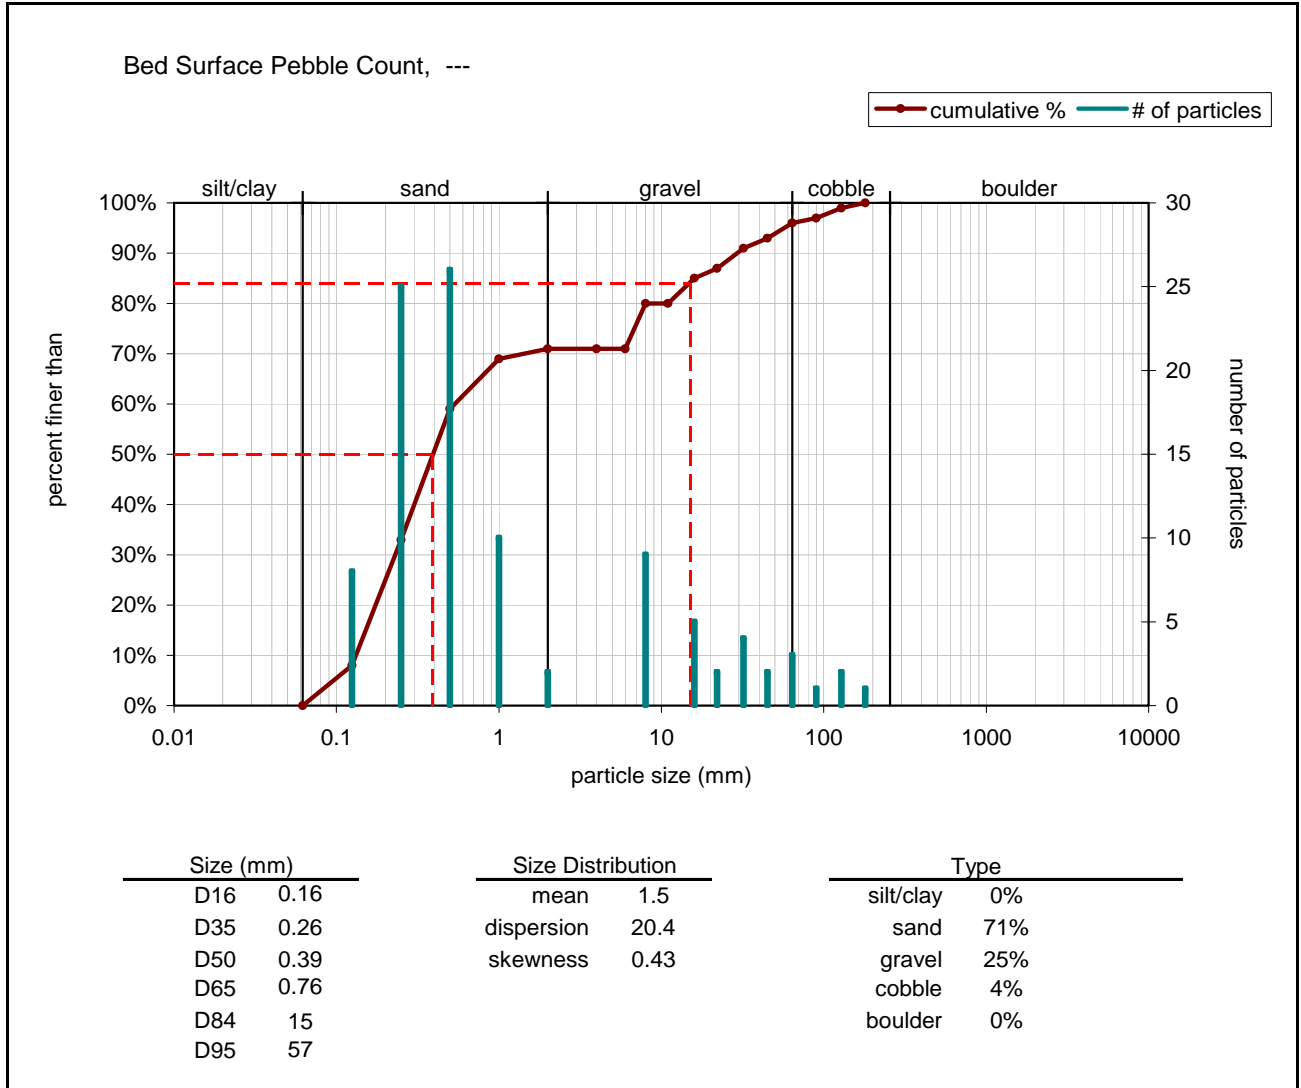 Bed Surface Pebble Count, ---
cumulative % # of particles
silt/clay sand gravel cobble boulder
100%
90%
80%
70%
60%
50%
40%
30%
20%
10%
0%
percent finer than
30
25
20
15
10
5
0
number of particles
0.01 0.1 1 10 100 1000 10000
particle size (mm)
Size (mm)
D16 0.16
D35 0.26
D50 0.39
D65 0.76
D84 15
D95 57
Size Distribution
mean 1.5
dispersion 20.4
skewness 0.43
Type
silt/clay 0%
sand 71%
gravel 25%
cobble 4%
boulder 0%